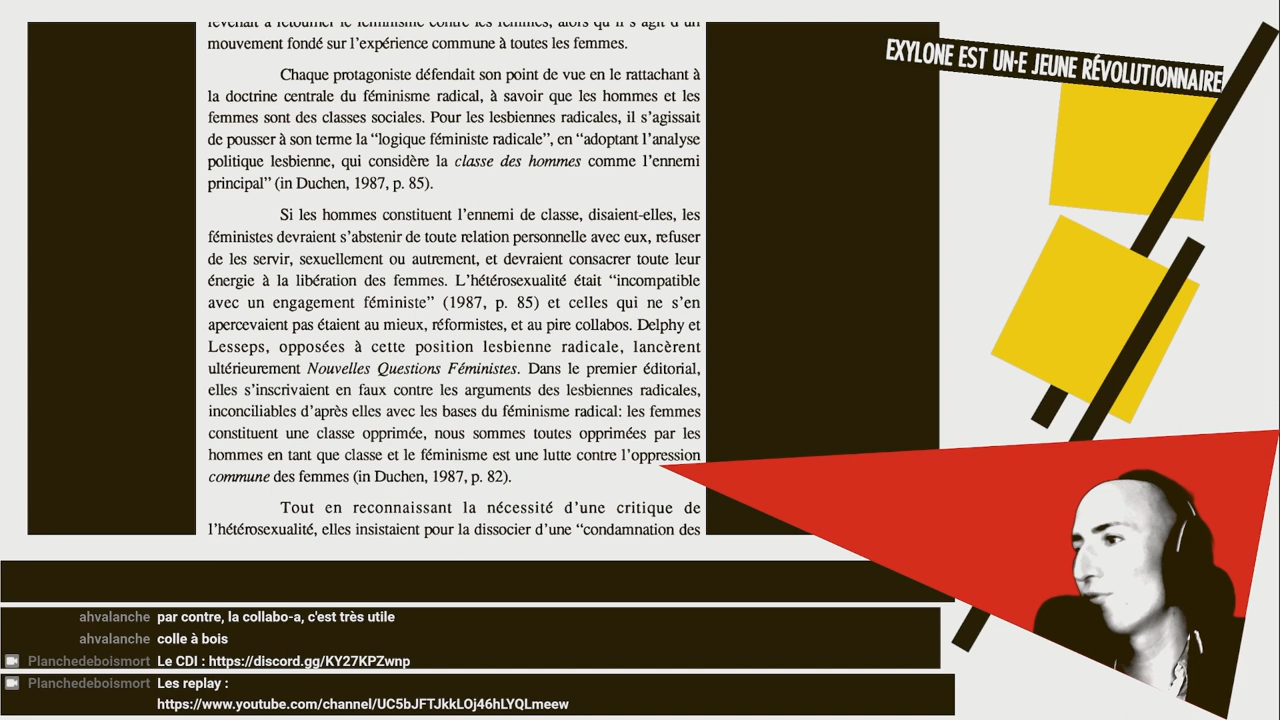 revenait à retourner le féminisme contre les femmes, alors qu'il s'agit d'un
mouvement fondé sur l'expérience commune à toutes les femmes.
Chaque protagoniste défendait son point de vue en le rattachant à
la doctrine centrale du féminisme radical, à savoir que les hommes et les
femmes sont des classes sociales. Pour les lesbiennes radicales, il s'agissait
de pousser à son terme la “logique féministe radicale”, en “adoptant l'analyse
politique lesbienne, qui considère la classe des hommes comme l'ennemi
principal” (in Duchen, 1987, p. 85).
Si les hommes constituent l'ennemi de classe, disaient-elles, les
féministes devraient s'abstenir de toute relation personnelle avec eux, refuser
de les servir, sexuellement ou autrement, et devraient consacrer toute leur
énergie à la libération des femmes. L'hétérosexualité était “incompatible
avec un engagement féministe” (1987, p. 85) et celles qui ne s'en
apercevaient pas étaient au mieux, réformistes, et au pire collabos. Delphy et
Lesseps, opposées à cette position lesbienne radicale, lancèrent
ultérieurement Nouvelles Questions Féministes. Dans le premier éditorial,
elles s'inscrivaient en faux contre les arguments des lesbiennes radicales,
inconciliables d'après elles avec les bases du féminisme radical: les femmes
constituent une classe opprimée, nous sommes toutes opprimées par les
hommes en tant que classe et le féminisme est une lutte contre l'oppression
commune des femmes (in Duchen, 1987, p. 82).
Tout en reconnaissant la nécessité d'une critique de
l'hétérosexualité, elles insistaient pour la dissocier d'une “condamnation des
EXYLONE EST UN·E JEUNE RÉVOLUTIONNAIRE
ahvalanche par contre, la collabo-a, c'est très utile
ahvalanche colle à bois
Planchedeboismort Le CDI : https://discord.gg/KY27KPZwnp
Planchedeboismort Les replay :
https://www.youtube.com/channel/UC5bJFTJkkLOj46hLYQLmeew